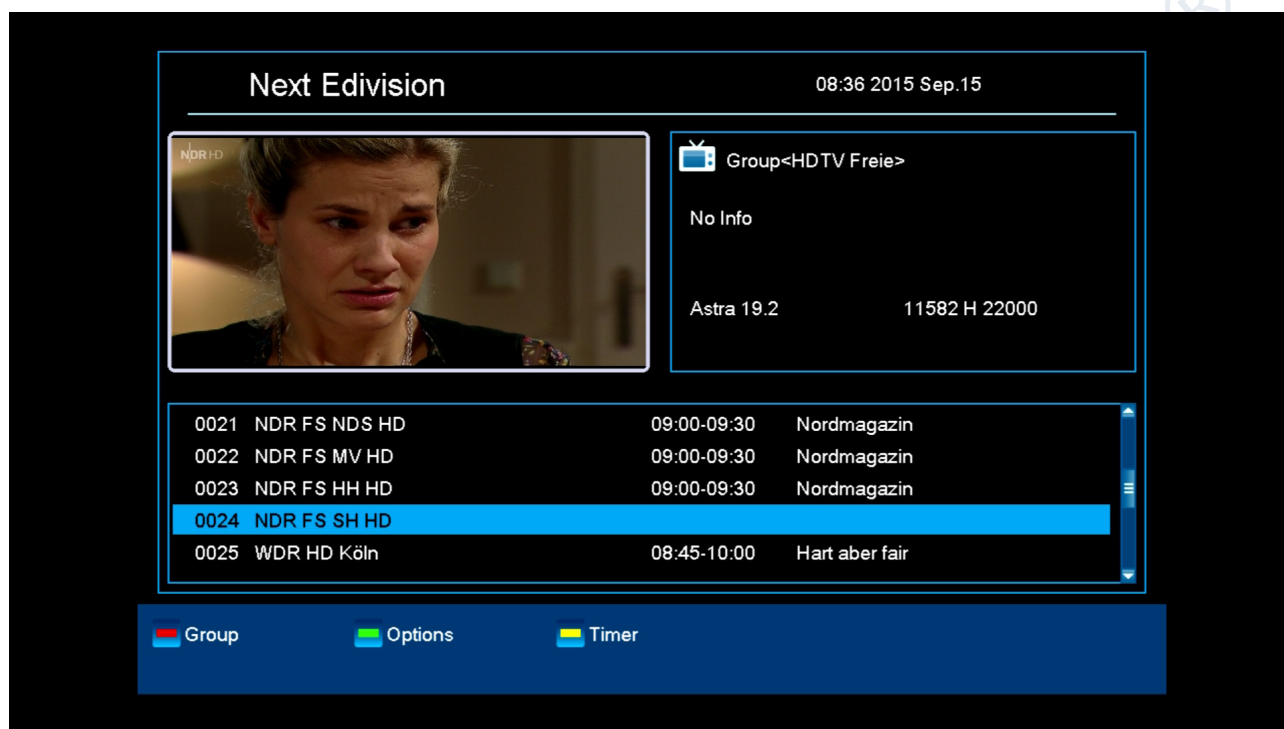 Next Edivision
08:36 2015 Sep.15
NDR HD
Group<HDTV Freie>
No Info
Astra 19.2 11582 H 22000
0021 NDR FS NDS HD 09:00-09:30 Nordmagazin
0022 NDR FS MV HD 09:00-09:30 Nordmagazin
0023 NDR FS HH HD 09:00-09:30 Nordmagazin
0024 NDR FS SH HD
0025 WDR HD Köln 08:45-10:00 Hart aber fair
Group Options Timer